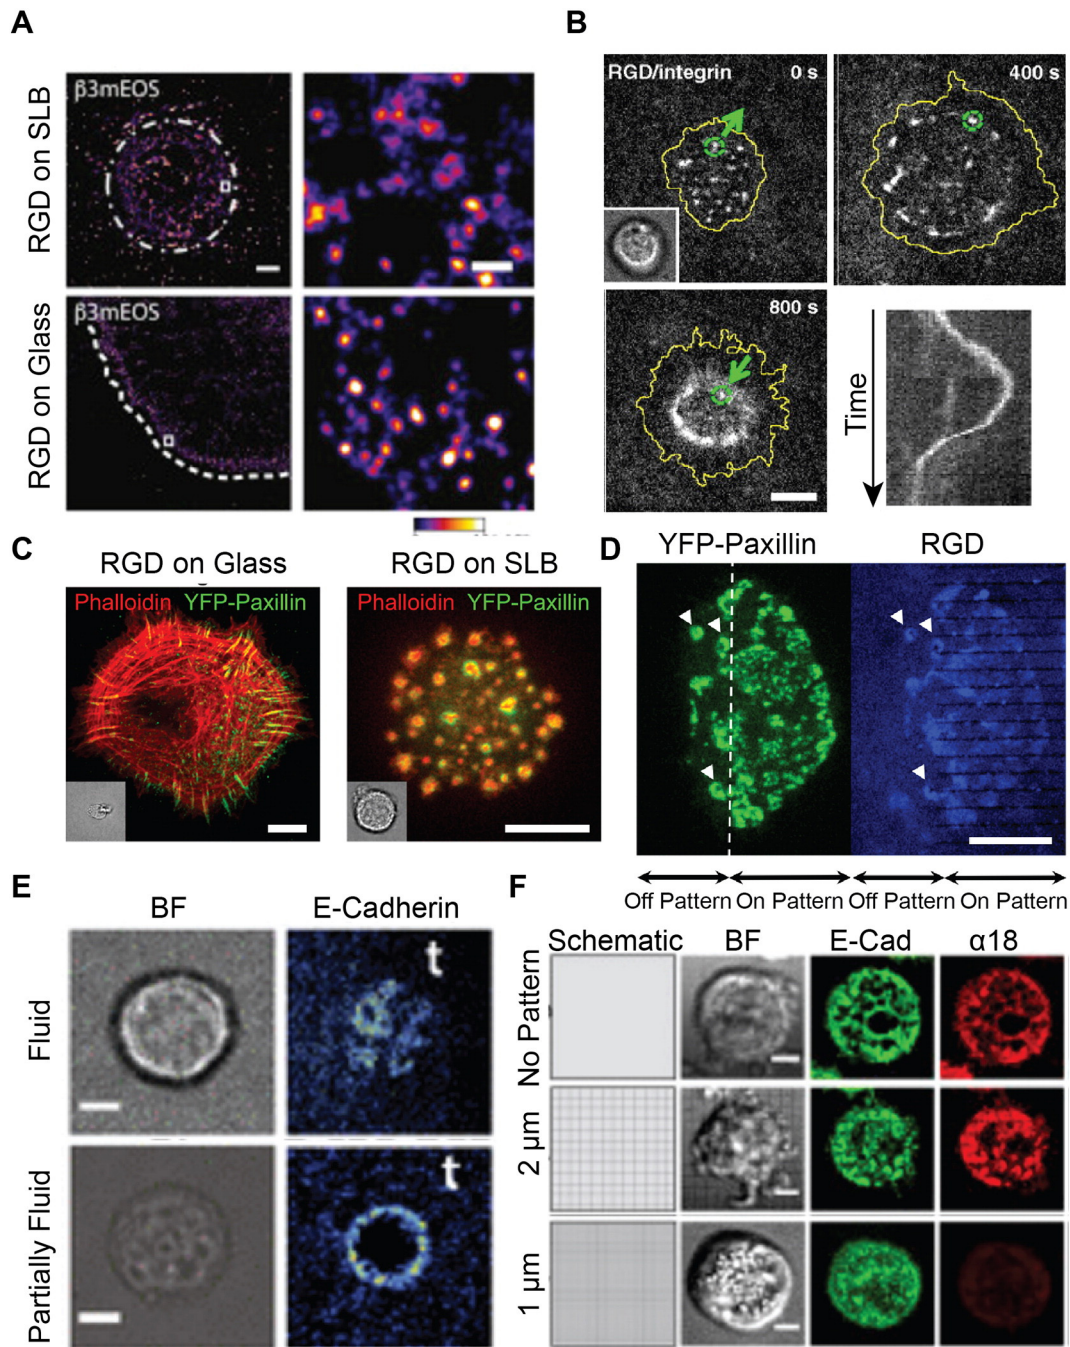 A
RGD on SLB
β3mEOS
RGD on Glass
β3mEOS
B
RGD/integrin
0 s
400 s
800 s
Time
C
RGD on Glass
Phalloidin YFP-Paxillin
RGD on SLB
Phalloidin YFP-Paxillin
D
YFP-Paxillin
RGD
Off Pattern On Pattern Off Pattern On Pattern
E
BF
E-Cadherin
Fluid
t
Partially Fluid
t
F
Schematic
BF
E-Cad
α18
No Pattern
2 μm
1 μm